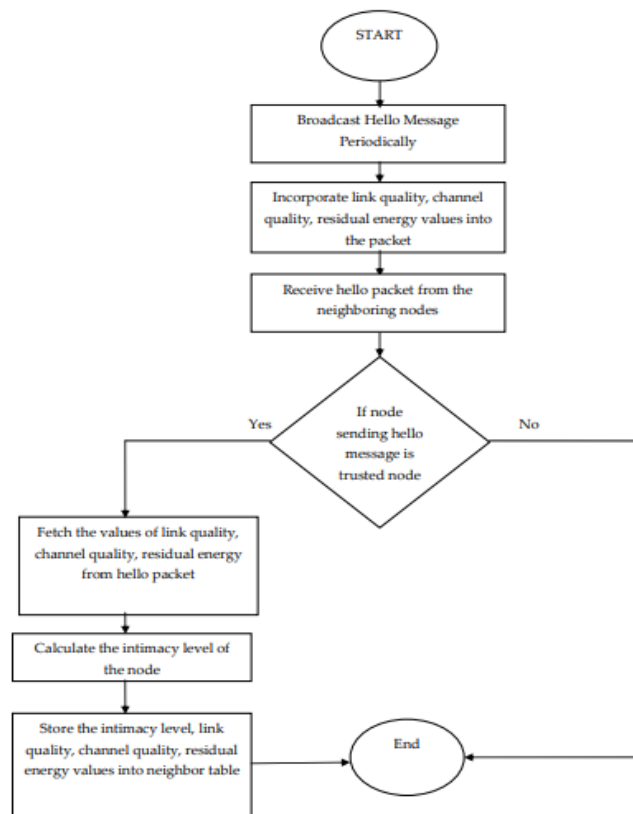 START
Broadcast Hello Message
Periodically
Incorporate link quality, channel
quality, residual energy values into
the packet
Receive hello packet from the
neighboring nodes
If node
sending hello
message is
trusted node
Yes
No
Fetch the values of link quality,
channel quality, residual energy
from hello packet
Calculate the intimacy level of
the node
Store the intimacy level, link
quality, channel quality, residual
energy values into neighbor table
End